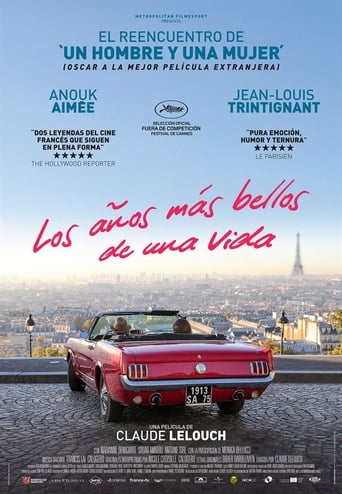 METROPOLITAN FILMEXPORT
PRESENTA
EL REENCUENTRO DE
'UN HOMBRE Y UNA MUJER'
(OSCAR A LA MEJOR PELÍCULA EXTRANJERA)
ANOUK
AIMÉE
JEAN-LOUIS
TRINTIGNANT
SELECCIÓN OFICIAL
FUERA DE COMPETICIÓN
FESTIVAL DE CANNES
"DOS LEYENDAS DEL CINE
FRANCÉS QUE SIGUEN
EN PLENA FORMA"
★★★★★
THE HOLLYWOOD REPORTER
"PURA EMOCIÓN,
HUMOR Y TERNURA"
★★★★★
LE PARISIEN
Los años más bellos
de una vida
1913
SA 75
UNA PELÍCULA DE
CLAUDE LELOUCH